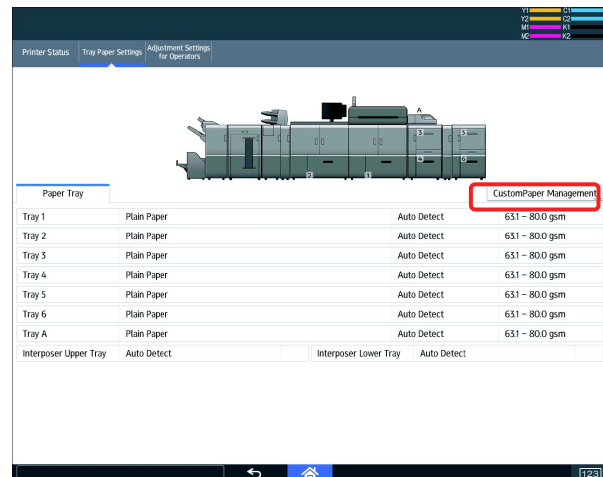 Y1 C1
Y2 C2
M1 K1
M2 K2
Printer Status
Tray Paper Settings
Adjustment Settings
for Operators
A
3 5
4 6
2 1
Paper Tray
CustomPaper Management
Tray 1 Plain Paper Auto Detect 63.1 – 80.0 gsm
Tray 2 Plain Paper Auto Detect 63.1 – 80.0 gsm
Tray 3 Plain Paper Auto Detect 63.1 – 80.0 gsm
Tray 4 Plain Paper Auto Detect 63.1 – 80.0 gsm
Tray 5 Plain Paper Auto Detect 63.1 – 80.0 gsm
Tray 6 Plain Paper Auto Detect 63.1 – 80.0 gsm
Tray A Plain Paper Auto Detect 63.1 – 80.0 gsm
Interposer Upper Tray Auto Detect Interposer Lower Tray Auto Detect
123